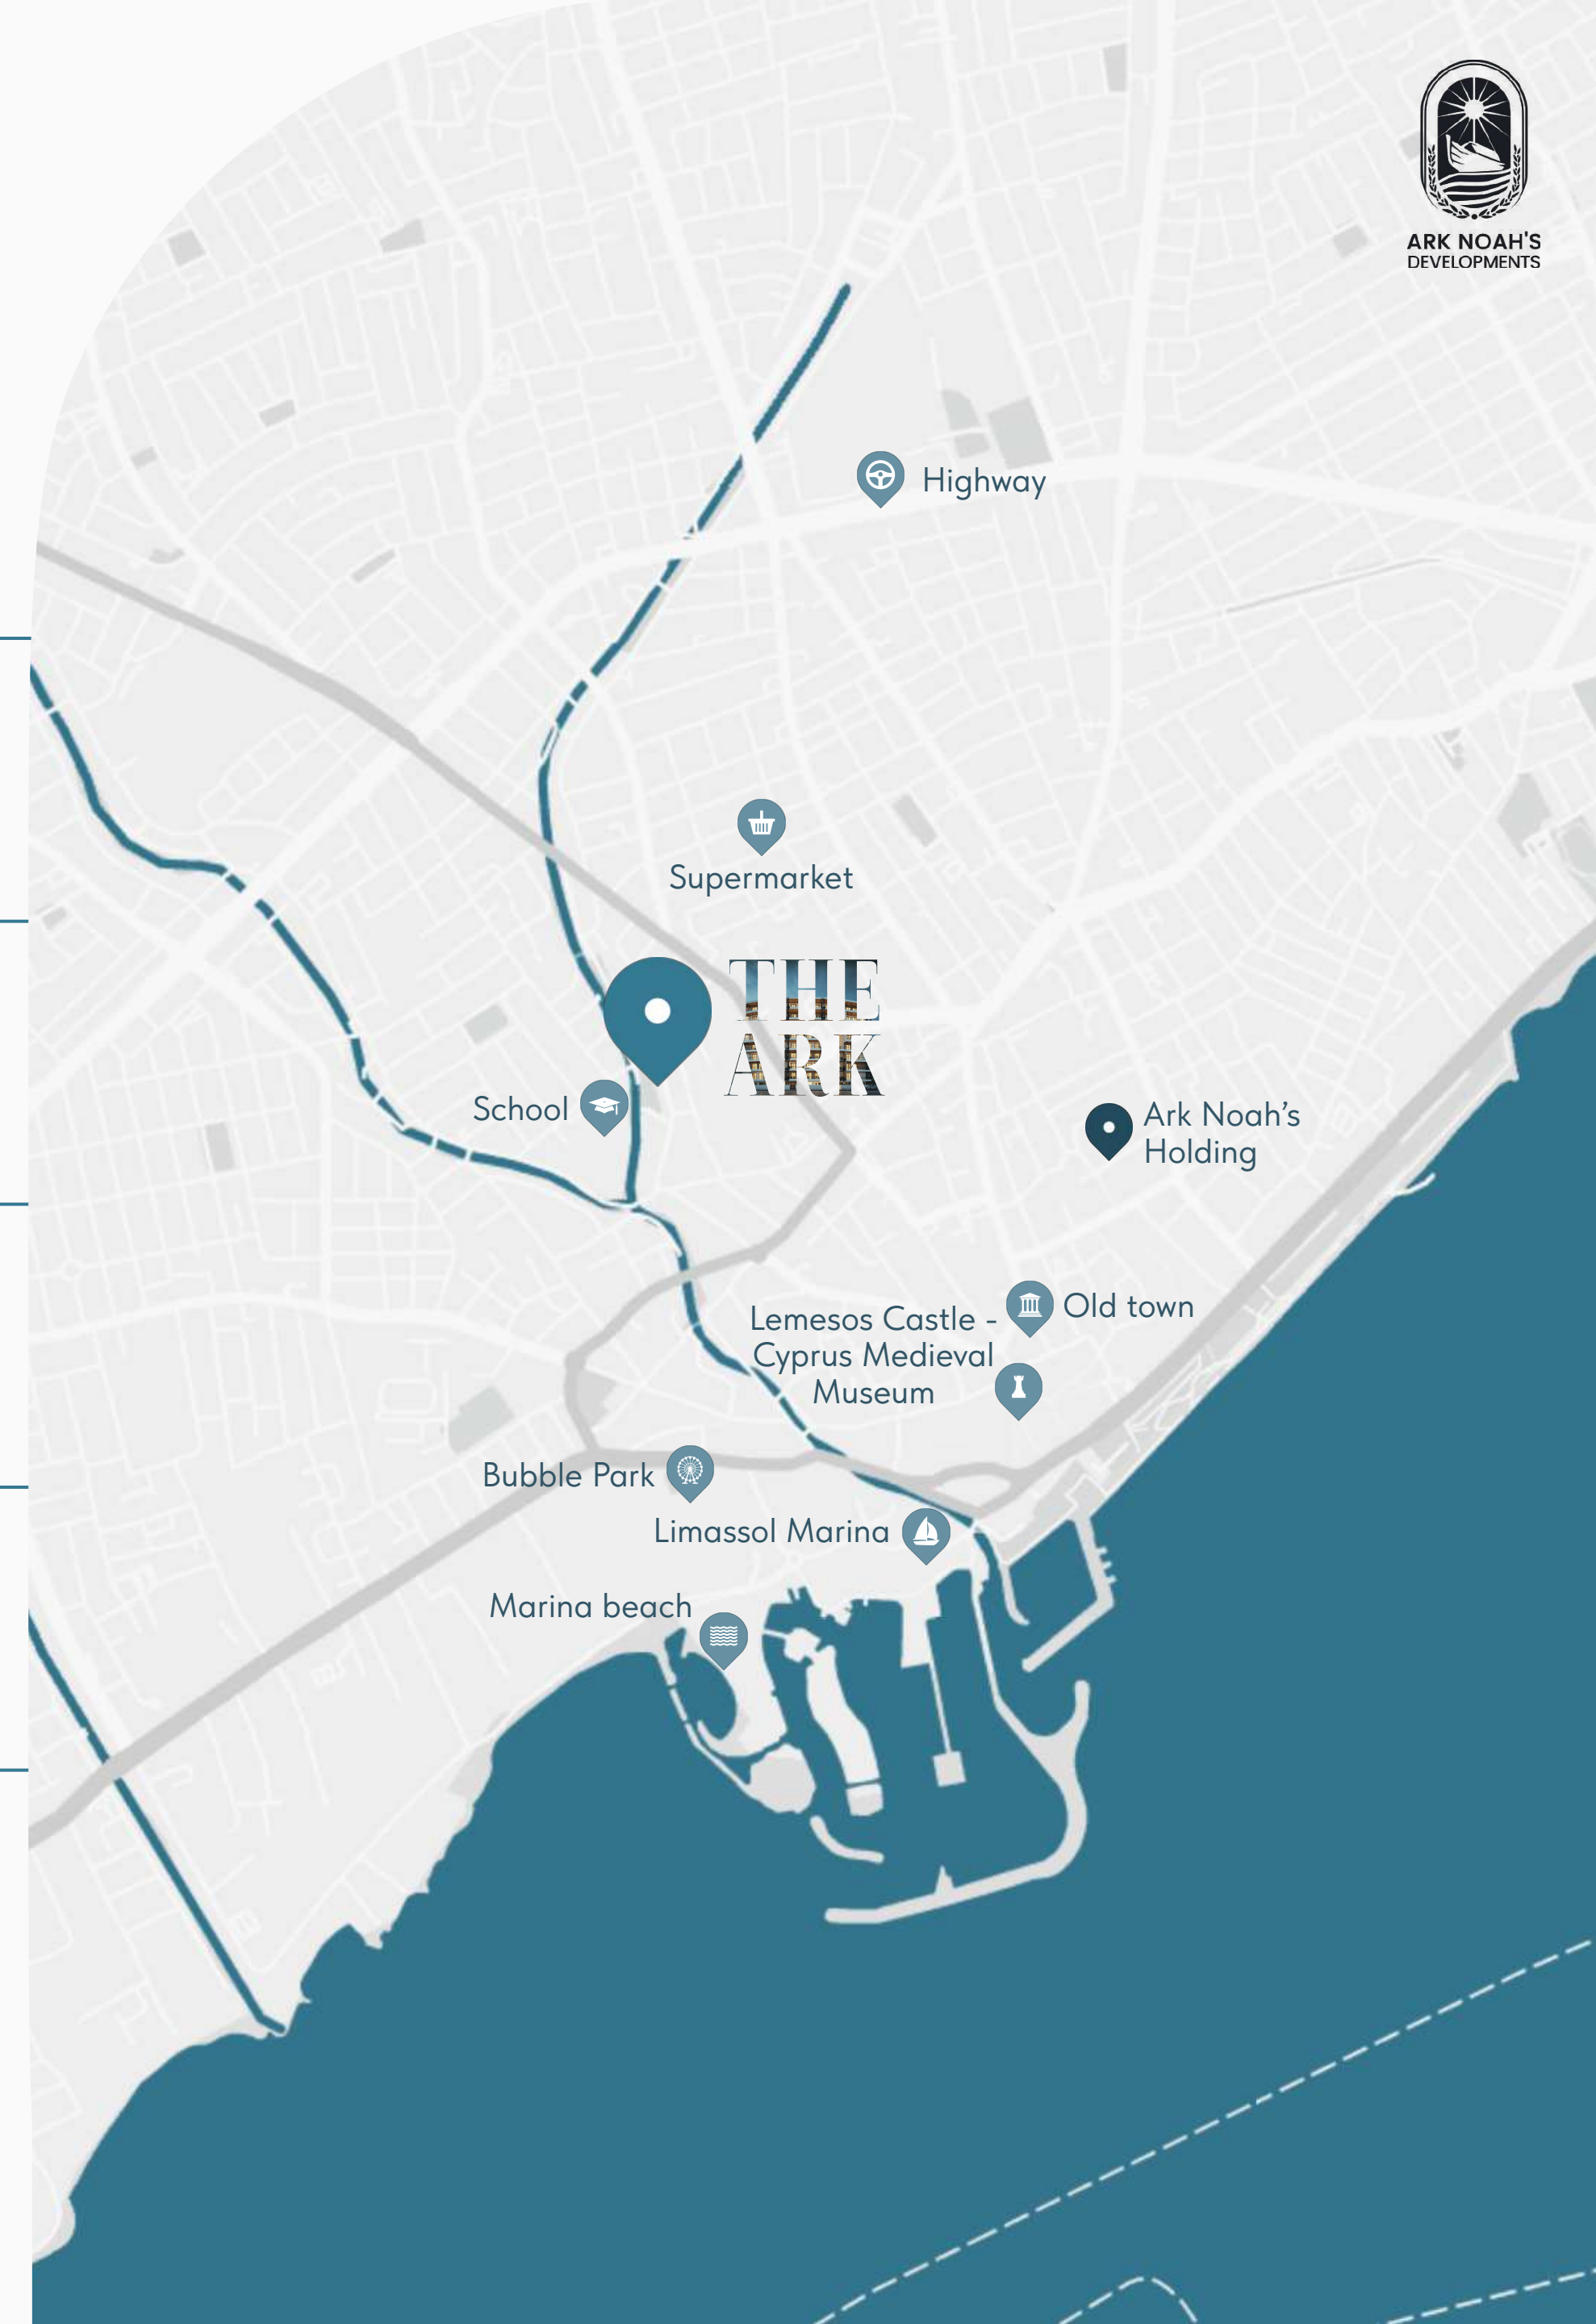 ARK NOAH'S
DEVELOPMENTS
Highway
Supermarket
THE
ARK
School
Ark Noah’s
Holding
Old town
Lemesos Castle -
Cyprus Medieval
Museum
Bubble Park
Limassol Marina
Marina beach